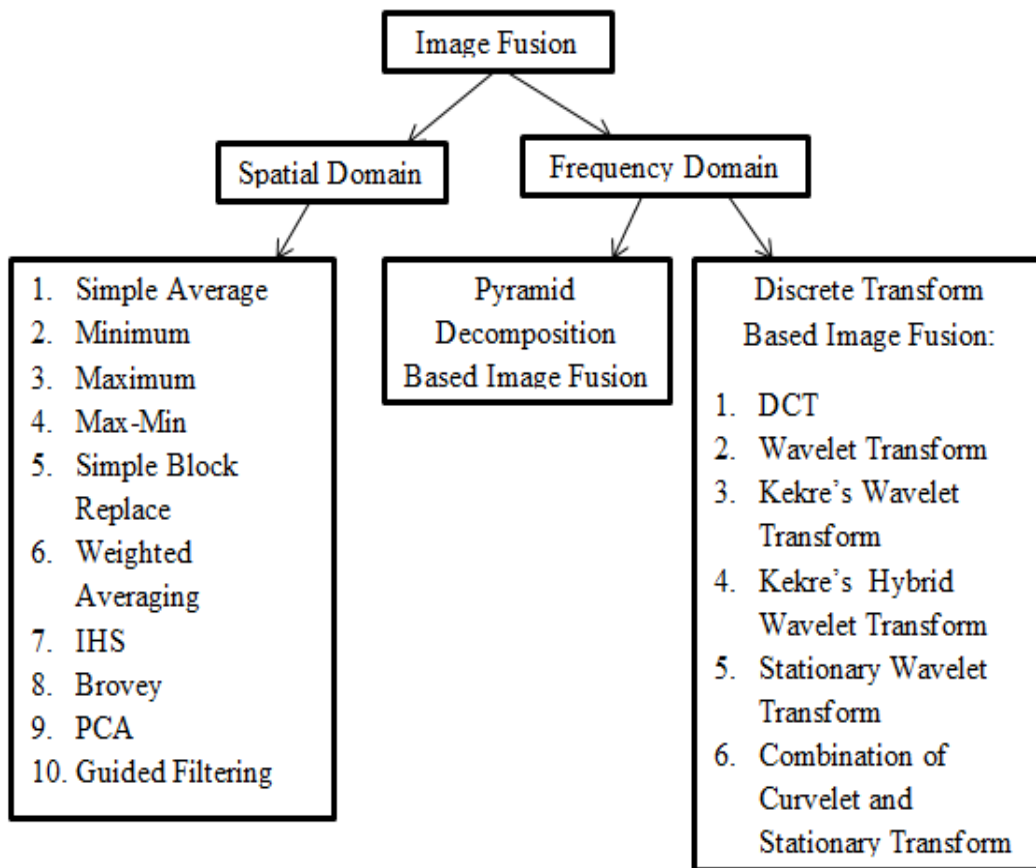 Image Fusion
Spatial Domain
Frequency Domain
1. Simple Average
2. Minimum
3. Maximum
4. Max-Min
5. Simple Block
Replace
6. Weighted
Averaging
7. IHS
8. Brovey
9. PCA
10. Guided Filtering
Pyramid
Decomposition
Based Image Fusion
Discrete Transform
Based Image Fusion:
1. DCT
2. Wavelet Transform
3. Kekre’s Wavelet
Transform
4. Kekre’s Hybrid
Wavelet Transform
5. Stationary Wavelet
Transform
6. Combination of
Curvelet and
Stationary Transform